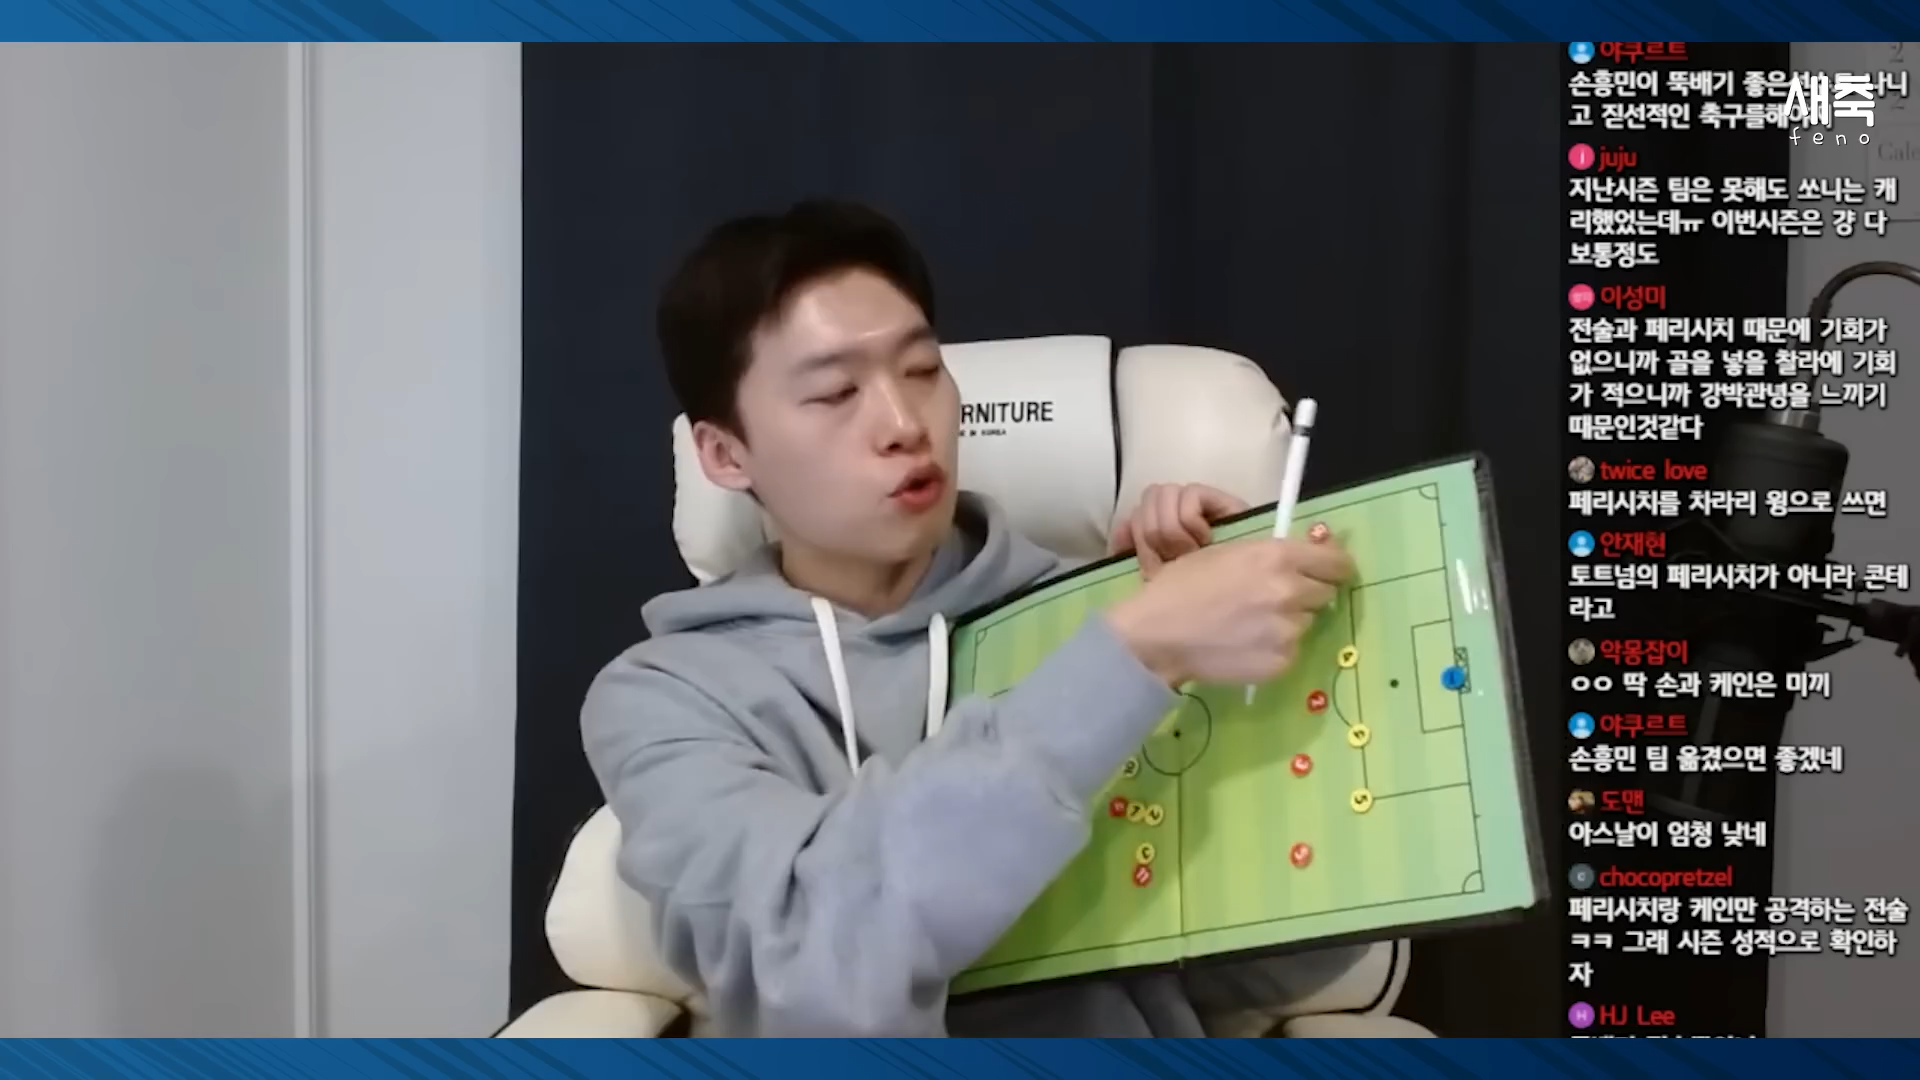 야쿠르트
손흥민이 뚝배기 좋은
고 짇선적인 축구를해야
새축
feno
juju
지난시즌 팀은 못해도 쏘니는 캐
리했었는데ㅠ 이번시즌은 걍 다
보통정도
이성미
전술과 페리시치 때문에 기회가
없으니까 골을 넣을 찰라에 기회
가 적으니까 강박관녕을 느끼기
때문인것같다
twice love
페리시치를 차라리 윙으로 쓰면
안재현
토트넘의 페리시치가 아니라 콘테
라고
악몽잡이
ㅇㅇ 딱 손과 케인은 미끼
야쿠르트
손흥민 팀 옮겼으면 좋겠네
도맨
아스날이 엄청 낮네
chocopretzel
페리시치랑 케인만 공격하는 전술
ㅋㅋ 그래 시즌 성적으로 확인하
자
HJ Lee
RNITURE
IN KOREA